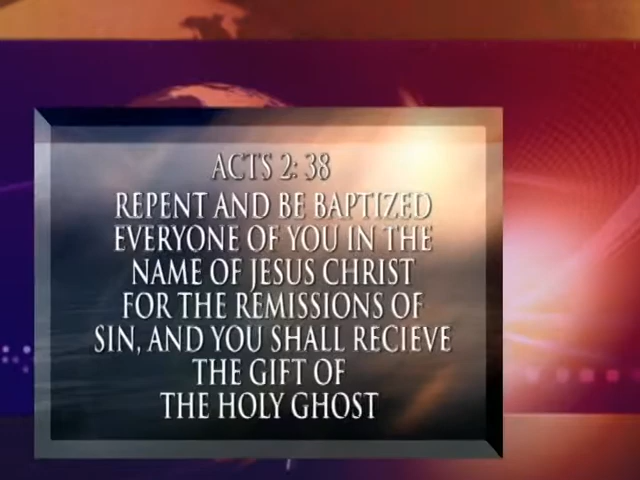 ACTS 2: 38
REPENT AND BE BAPTIZED
EVERYONE OF YOU IN THE
NAME OF JESUS CHRIST
FOR THE REMISSIONS OF
SIN, AND YOU SHALL RECIEVE
THE GIFT OF
THE HOLY GHOST